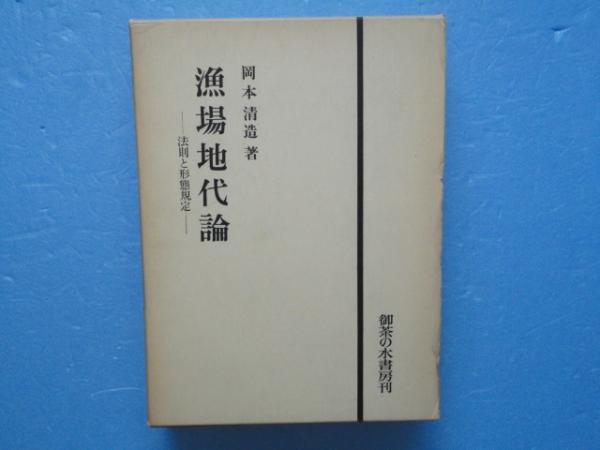 岡本清造著
漁場地代論
──法則と形態規定──
御茶の水書房刊